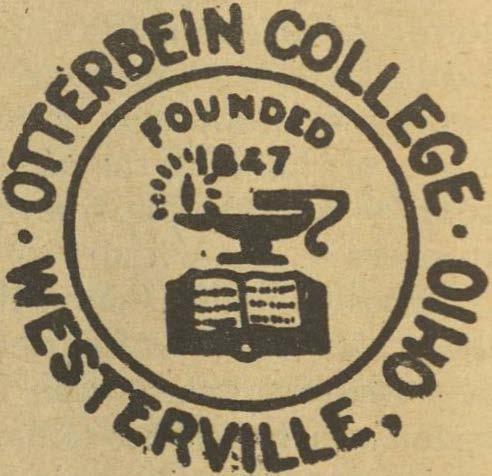 · OTTERBEIN COLLEGE ·
WESTERVILLE, OHIO
FOUNDED
1847